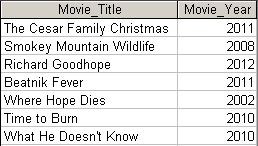 Movie_Title Movie_Year
The Cesar Family Christmas 2011
Smokey Mountain Wildlife 2008
Richard Goodhope 2012
Beatnik Fever 2011
Where Hope Dies 2002
Time to Burn 2010
What He Doesn't Know 2010